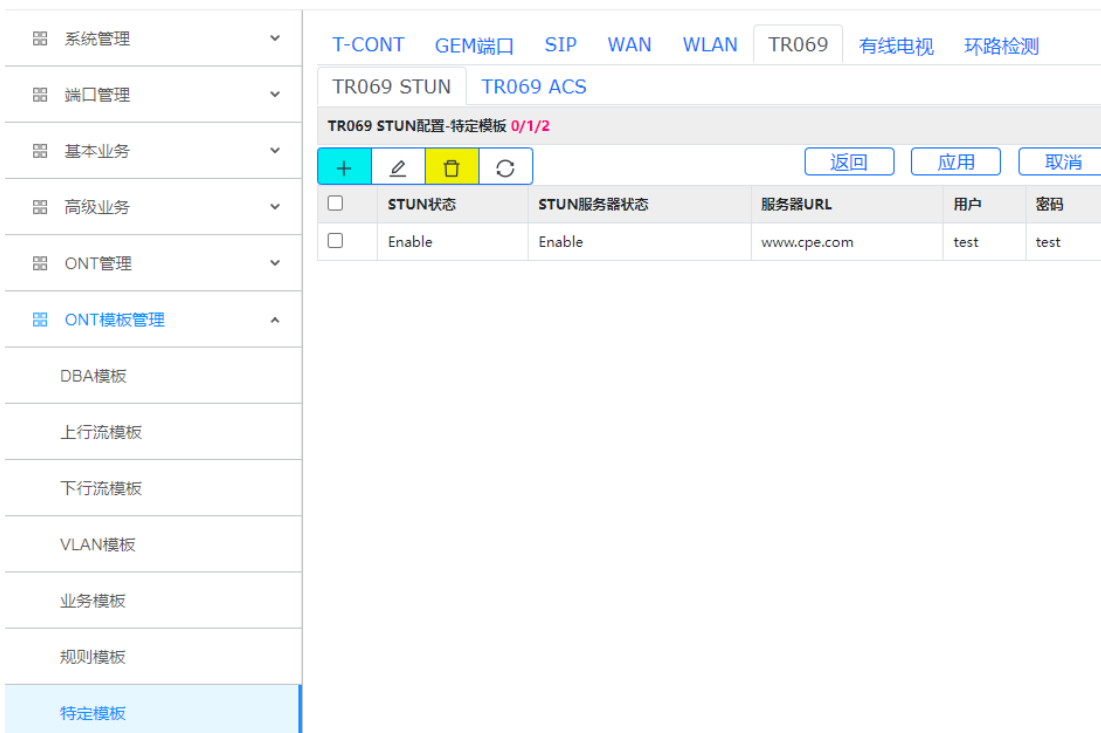 系统管理
端口管理
基本业务
高级业务
ONT管理
ONT模板管理
DBA模板
上行流模板
下行流模板
VLAN模板
业务模板
规则模板
特定模板
T-CONT GEM端口 SIP WAN WLAN TR069 有线电视 环路检测
TR069 STUN TR069 ACS
TR069 STUN配置-特定模板 0/1/2
返回 应用 取消
STUN状态 STUN服务器状态 服务器URL 用户 密码
Enable Enable www.cpe.com test test